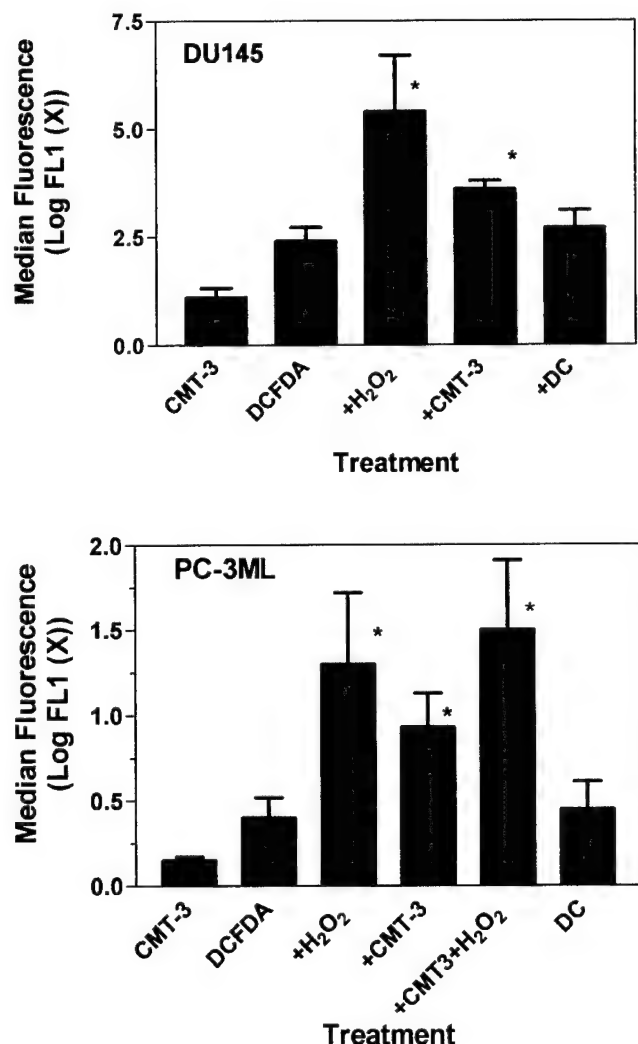 DU145
Median Fluorescence
(Log FL1 (X))
7.5
5.0
2.5
0.0
*
*
CMT-3
DCFDA
+H₂O₂
+CMT-3
+DC
Treatment
PC-3ML
Median Fluorescence
(Log FL1 (X))
2.0
1.5
1.0
0.5
0.0
*
*
*
CMT-3
DCFDA
+H₂O₂
+CMT-3
+CMT3+H₂O₂
DC
Treatment